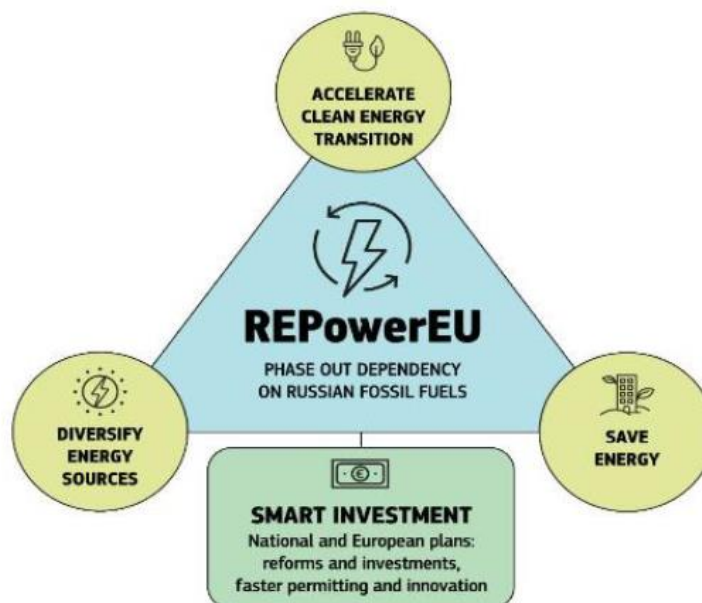 ACCELERATE
CLEAN ENERGY
TRANSITION
REPowerEU
PHASE OUT DEPENDENCY
ON RUSSIAN FOSSIL FUELS
DIVERSIFY
ENERGY
SOURCES
SAVE
ENERGY
€
SMART INVESTMENT
National and European plans:
reforms and investments,
faster permitting and innovation